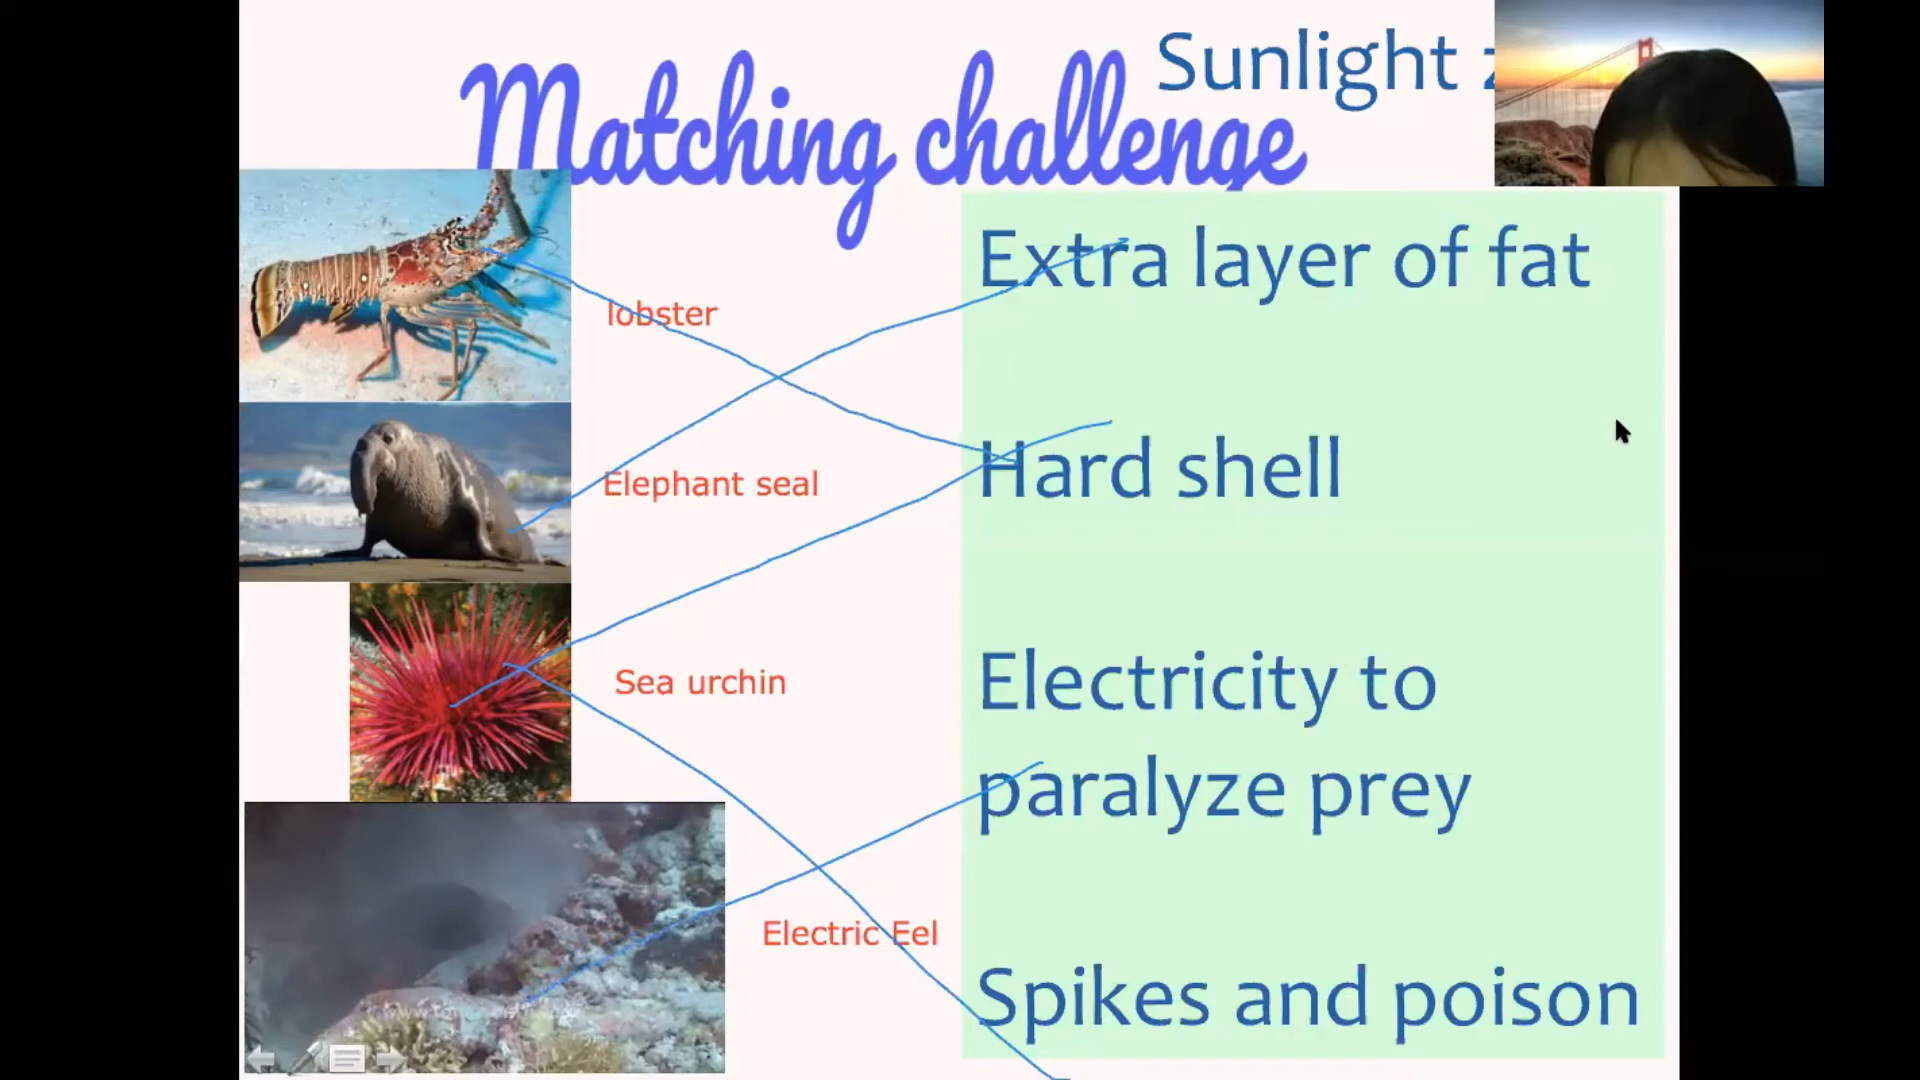 Sunlight
Matching challenge
lobster
Elephant seal
Sea urchin
Electric Eel
Extra layer of fat
Hard shell
Electricity to
paralyze prey
Spikes and poison